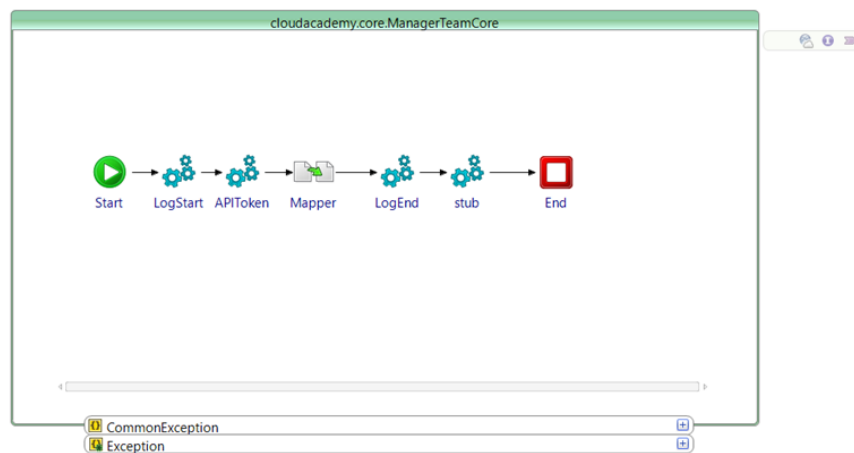 cloudacademy.core.ManagerTeamCore
Start LogStart APIToken Mapper LogEnd stub End
CommonException
Exception